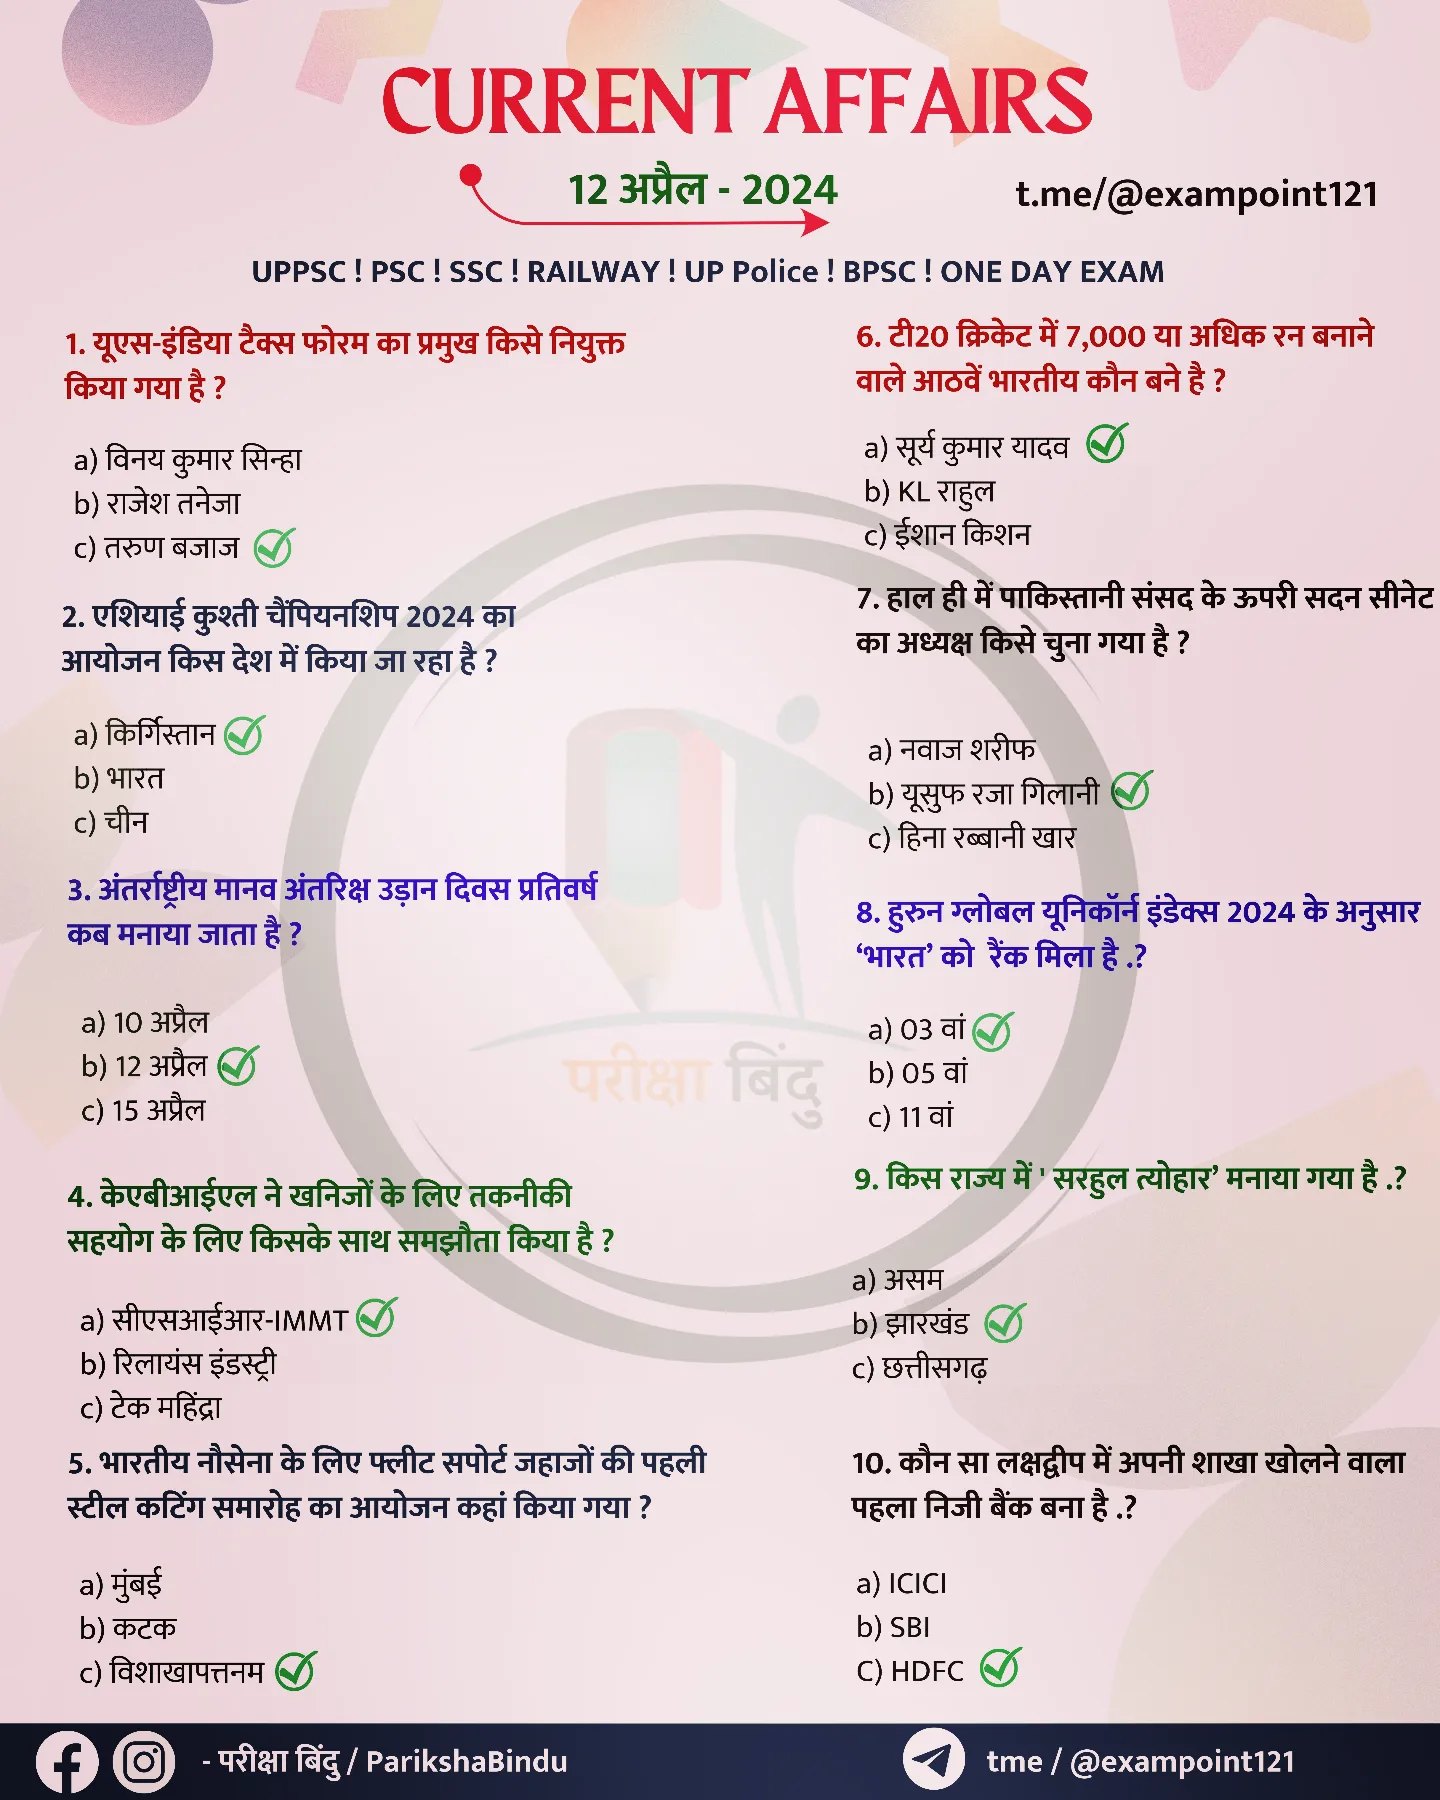 CURRENT AFFAIRS
12 अप्रैल - 2024
t.me/@exampoint121
UPPSC ! PSC ! SSC ! RAILWAY ! UP Police ! BPSC ! ONE DAY EXAM
1. यूएस-इंडिया टैक्स फोरम का प्रमुख किसे नियुक्त
किया गया है ?
a) विनय कुमार सिन्हा
b) राजेश तनेजा
c) तरुण बजाज
2. एशियाई कुश्ती चैंपियनशिप 2024 का
आयोजन किस देश में किया जा रहा है ?
a) किर्गिस्तान
b) भारत
c) चीन
3. अंतर्राष्ट्रीय मानव अंतरिक्ष उड़ान दिवस प्रतिवर्ष
कब मनाया जाता है ?
a) 10 अप्रैल
b) 12 अप्रैल
c) 15 अप्रैल
4. केएबीआईएल ने खनिजों के लिए तकनीकी
सहयोग के लिए किसके साथ समझौता किया है ?
a) सीएसआईआर-IMMT
b) रिलायंस इंडस्ट्री
c) टेक महिंद्रा
5. भारतीय नौसेना के लिए फ्लीट सपोर्ट जहाजों की पहली
स्टील कटिंग समारोह का आयोजन कहां किया गया ?
a) मुंबई
b) कटक
c) विशाखापत्तनम
6. टी20 क्रिकेट में 7,000 या अधिक रन बनाने
वाले आठवें भारतीय कौन बने है ?
a) सूर्य कुमार यादव
b) KL राहुल
c) ईशान किशन
7. हाल ही में पाकिस्तानी संसद के ऊपरी सदन सीनेट
का अध्यक्ष किसे चुना गया है ?
a) नवाज शरीफ
b) यूसुफ रजा गिलानी
c) हिना रब्बानी खार
8. हुरुन ग्लोबल यूनिकॉर्न इंडेक्स 2024 के अनुसार
‘भारत’ को रैंक मिला है .?
a) 03 वां
b) 05 वां
c) 11 वां
9. किस राज्य में ' सरहुल त्योहार’ मनाया गया है .?
a) असम
b) झारखंड
c) छत्तीसगढ़
10. कौन सा लक्षद्वीप में अपनी शाखा खोलने वाला
पहला निजी बैंक बना है .?
a) ICICI
b) SBI
C) HDFC
परीक्षा बिंदु
- परीक्षा बिंदु / ParikshaBindu
tme / @exampoint121